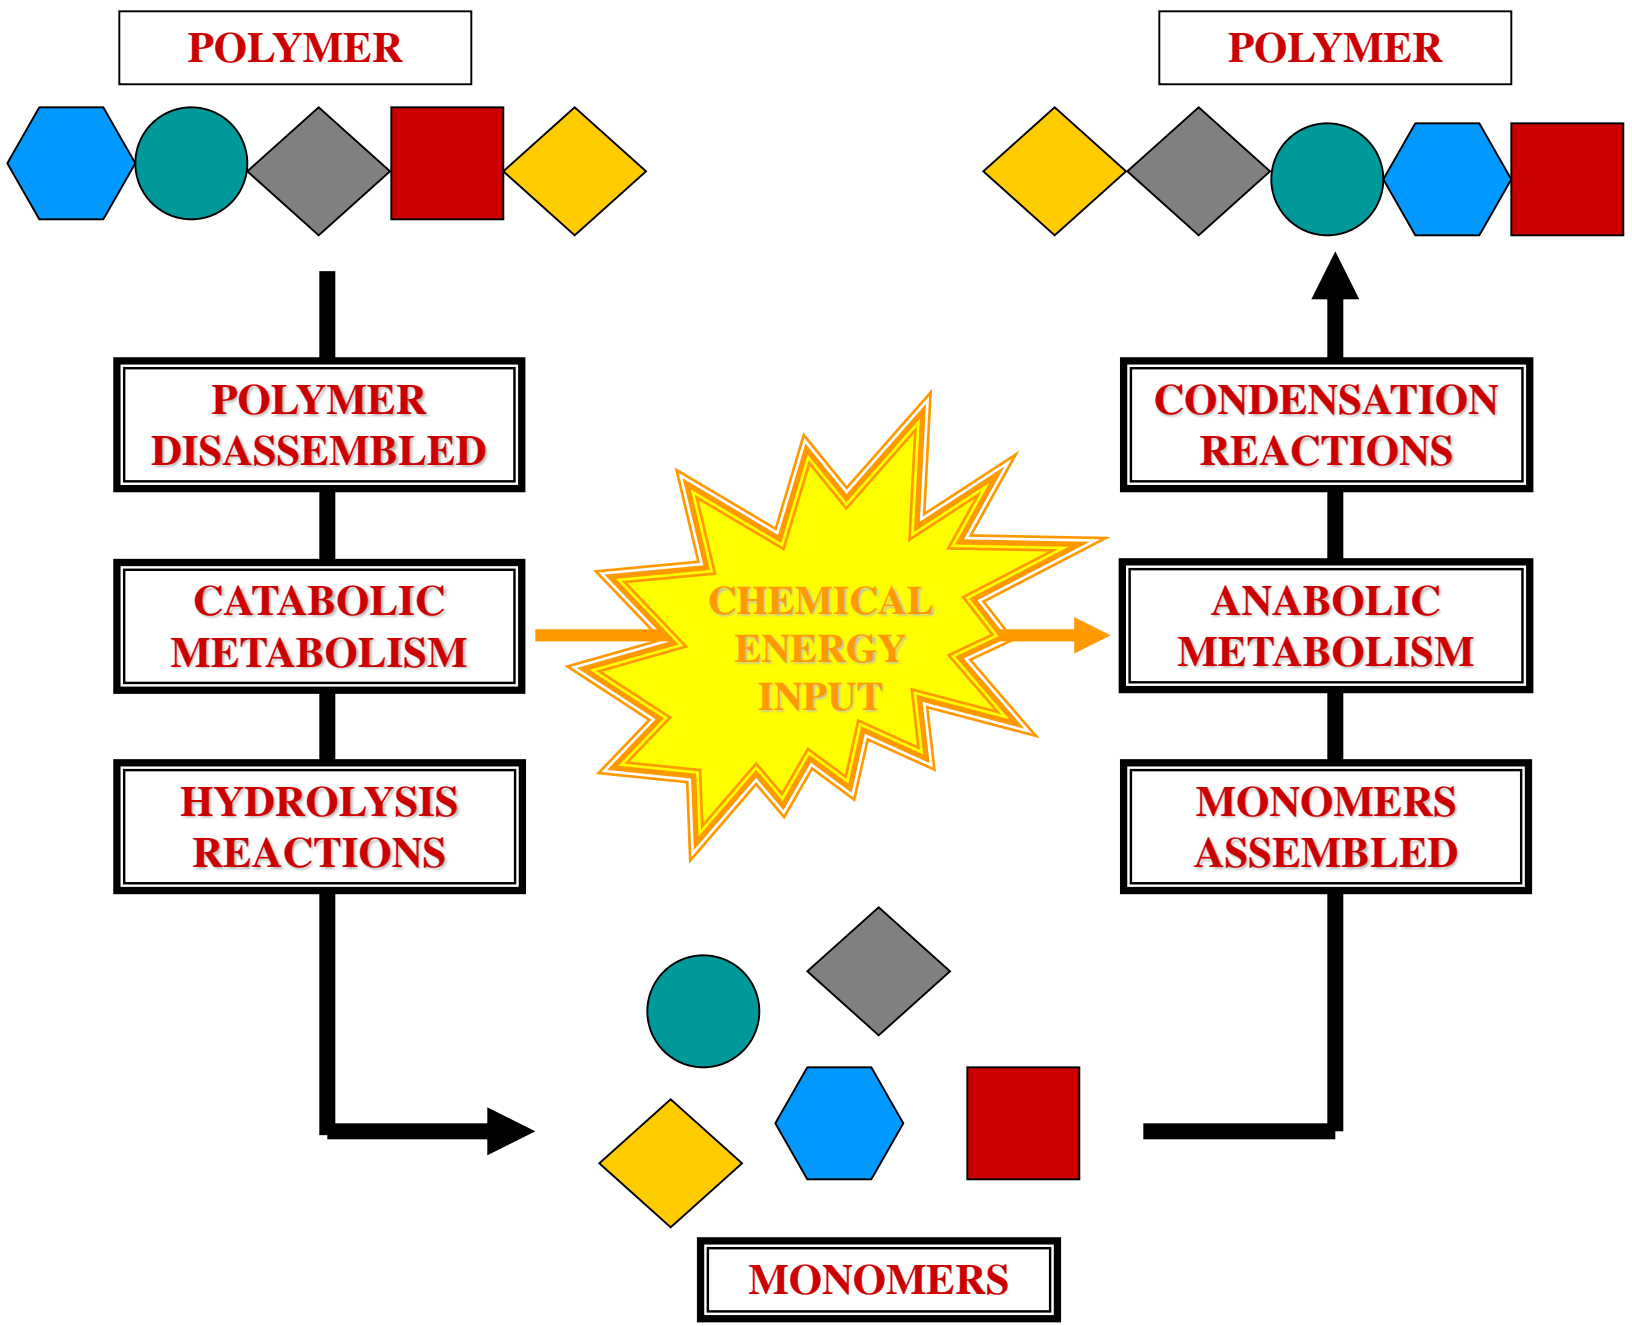 POLYMER
POLYMER
POLYMER
DISASSEMBLED
CATABOLIC
METABOLISM
HYDROLYSIS
REACTIONS
CHEMICAL
ENERGY
INPUT
CONDENSATION
REACTIONS
ANABOLIC
METABOLISM
MONOMERS
ASSEMBLED
MONOMERS